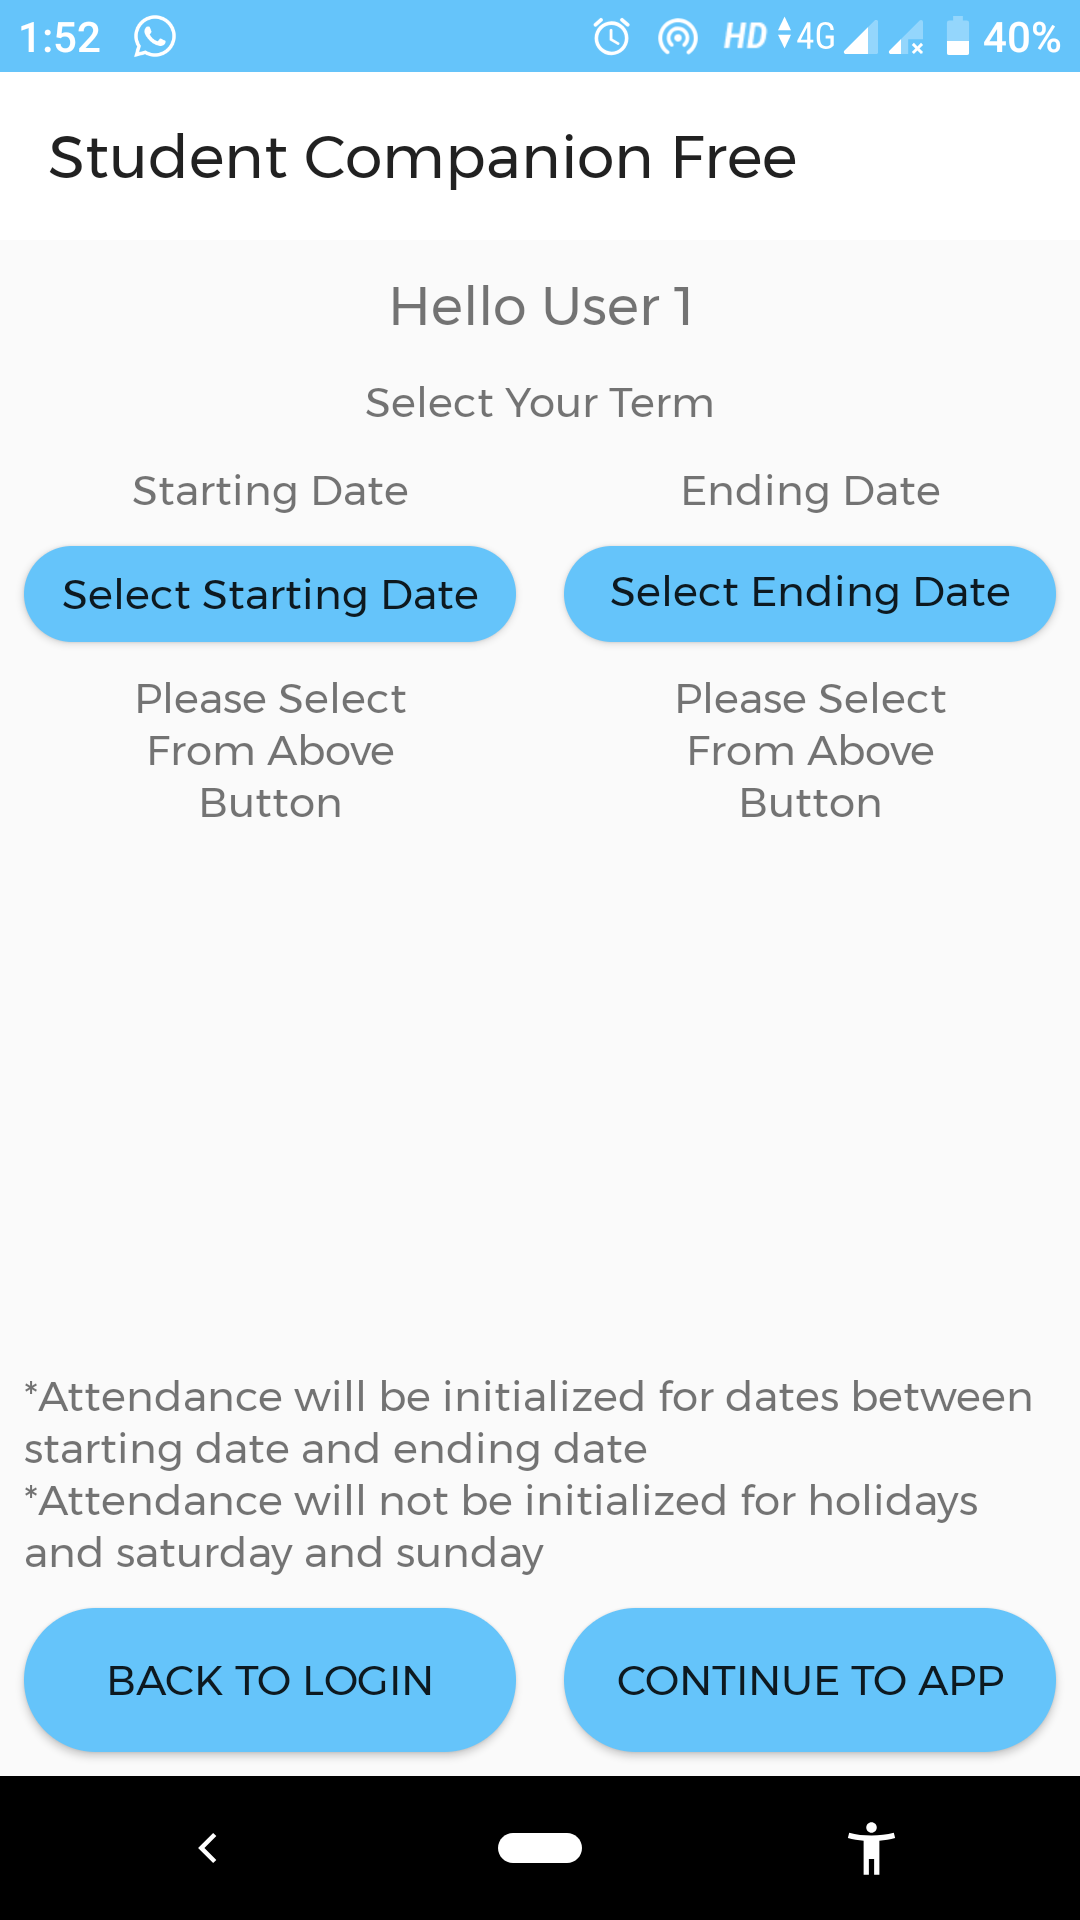 1:52 HD 4G 40%
Student Companion Free
Hello User 1
Select Your Term
Starting Date Ending Date
Select Starting Date Select Ending Date
Please Select Please Select
From Above From Above
Button Button
*Attendance will be initialized for dates between
starting date and ending date
*Attendance will not be initialized for holidays
and saturday and sunday
BACK TO LOGIN CONTINUE TO APP